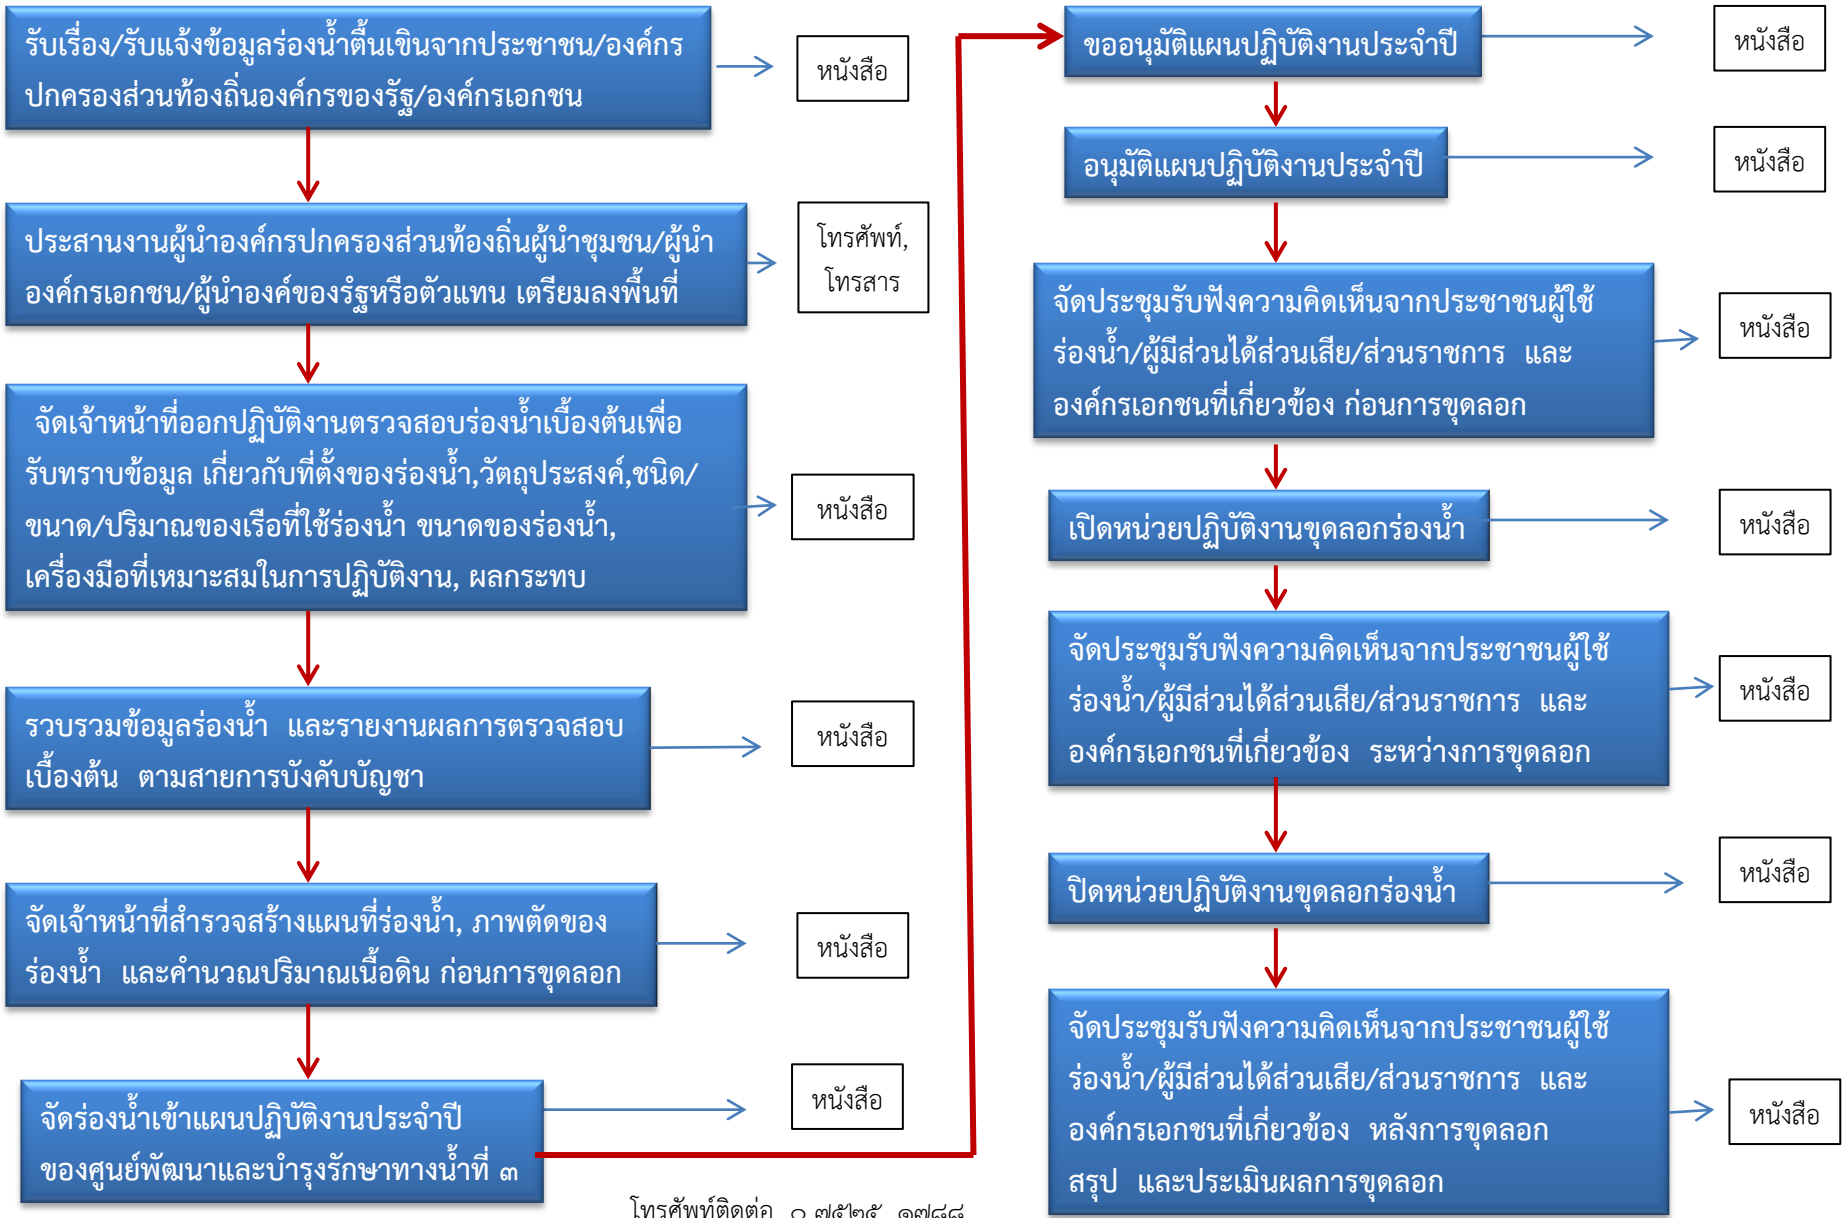 รับเรื่อง/รับแจ้งข้อมูลร่องน้ำตื้นเขินจากประชาชน/องค์กร
ปกครองส่วนท้องถิ่นองค์กรของรัฐ/องค์กรเอกชน
หนังสือ
ประสานงานผู้นำองค์กรปกครองส่วนท้องถิ่นผู้นำชุมชน/ผู้นำ
องค์กรเอกชน/ผู้นำองค์ของรัฐหรือตัวแทน เตรียมลงพื้นที่
โทรศัพท์,
โทรสาร
จัดเจ้าหน้าที่ออกปฏิบัติงานตรวจสอบร่องน้ำเบื้องต้นเพื่อ
รับทราบข้อมูล เกี่ยวกับที่ตั้งของร่องน้ำ,วัตถุประสงค์,ชนิด/
ขนาด/ปริมาณของเรือที่ใช้ร่องน้ำ ขนาดของร่องน้ำ,
เครื่องมือที่เหมาะสมในการปฏิบัติงาน, ผลกระทบ
หนังสือ
รวบรวมข้อมูลร่องน้ำ และรายงานผลการตรวจสอบ
เบื้องต้น ตามสายการบังคับบัญชา
หนังสือ
จัดเจ้าหน้าที่สำรวจสร้างแผนที่ร่องน้ำ, ภาพตัดของ
ร่องน้ำ และคำนวณปริมาณเนื้อดิน ก่อนการขุดลอก
หนังสือ
จัดร่องน้ำเข้าแผนปฏิบัติงานประจำปี
ของศูนย์พัฒนาและบำรุงรักษาทางน้ำที่ ๓
หนังสือ
ขออนุมัติแผนปฏิบัติงานประจำปี
หนังสือ
อนุมัติแผนปฏิบัติงานประจำปี
หนังสือ
จัดประชุมรับฟังความคิดเห็นจากประชาชนผู้ใช้
ร่องน้ำ/ผู้มีส่วนได้ส่วนเสีย/ส่วนราชการ และ
องค์กรเอกชนที่เกี่ยวข้อง ก่อนการขุดลอก
หนังสือ
เปิดหน่วยปฏิบัติงานขุดลอกร่องน้ำ
หนังสือ
จัดประชุมรับฟังความคิดเห็นจากประชาชนผู้ใช้
ร่องน้ำ/ผู้มีส่วนได้ส่วนเสีย/ส่วนราชการ และ
องค์กรเอกชนที่เกี่ยวข้อง ระหว่างการขุดลอก
หนังสือ
ปิดหน่วยปฏิบัติงานขุดลอกร่องน้ำ
หนังสือ
จัดประชุมรับฟังความคิดเห็นจากประชาชนผู้ใช้
ร่องน้ำ/ผู้มีส่วนได้ส่วนเสีย/ส่วนราชการ และ
องค์กรเอกชนที่เกี่ยวข้อง หลังการขุดลอก
สรุป และประเมินผลการขุดลอก
หนังสือ
โทรศัพท์ติดต่อ ๐ ๗๕๒๕ ๑๗๘๘